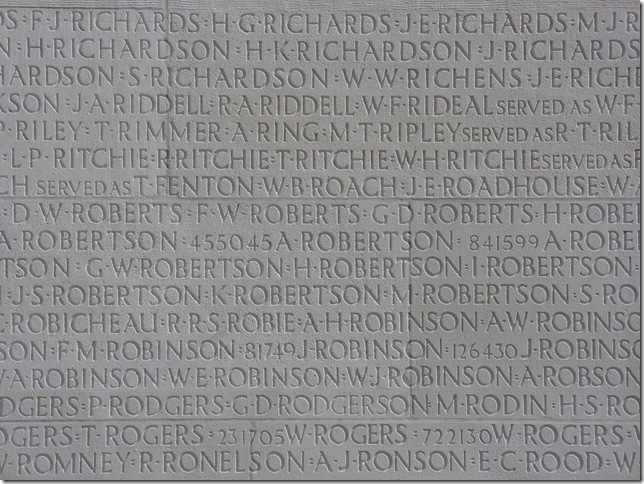 DS=F·J·RICHARDS=H·G·RICHARDS=J·E·RICHARDS=M·J·R
N=H·RICHARDSON=H·K·RICHARDSON=J·RICHARDS
HARDSON=S·RICHARDSON=W·W·RICHENS=J·E·RICH
KSON=J·A·RIDDELL=R·A·RIDDELL=W·F·RIDEAL SERVED AS W·F
P·RILEY=T·RIMMER=A·RING=M·T·RIPLEY SERVED AS R·T·RIL
=L·P·RITCHIE=R·RITCHIE=T·RITCHIE=W·H·RITCHIE SERVED AS
CH SERVED AS T·FENTON=W·B·ROACH=J·E·ROADHOUSE=W·
=D·W·ROBERTS=F·W·ROBERTS=G·D·ROBERTS=H·ROBE
A·ROBERTSON=455045 A·ROBERTSON=841599 A·ROBE
TSON=G·W·ROBERTSON=H·ROBERTSON=I·ROBERTSON
=J·S·ROBERTSON=K·ROBERTSON=M·ROBERTSON=S·RO
ROBICHEAU=R·R·S·ROBIE=A·H·ROBINSON=A·W·ROBINSO
SON=F·M·ROBINSON=81749 J·ROBINSON=126430 J·ROBINS
A·ROBINSON=W·E·ROBINSON=W·J·ROBINSON=A·ROBSON
DGERS=P·RODGERS=G·D·RODGERSON=M·RODIN=H·S·RO
OGERS=T·ROGERS=231705 W·ROGERS=722130 W·ROGERS=
W·ROMNEY=R·RONELSON=A·J·RONSON=E·C·ROOD=W